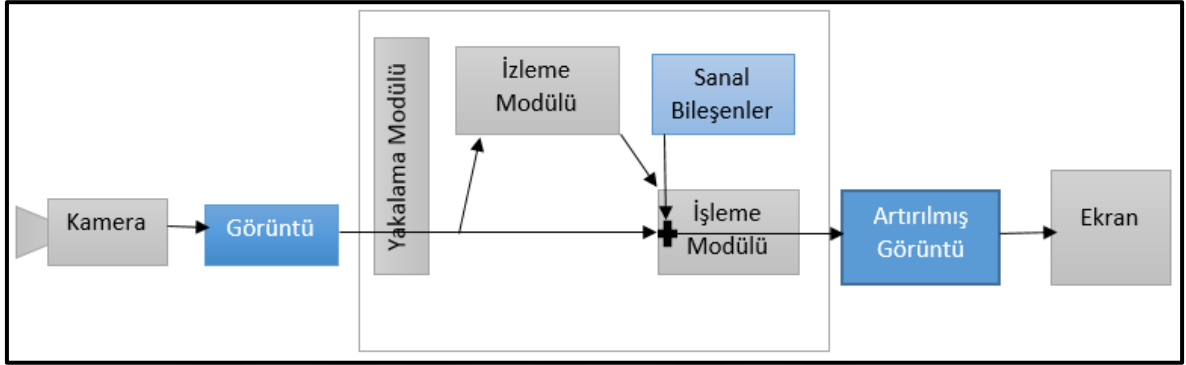 Kamera
Görüntü
Yakalama Modülü
İzleme
Modülü
Sanal
Bileşenler
İşleme
Modülü
Artırılmış
Görüntü
Ekran